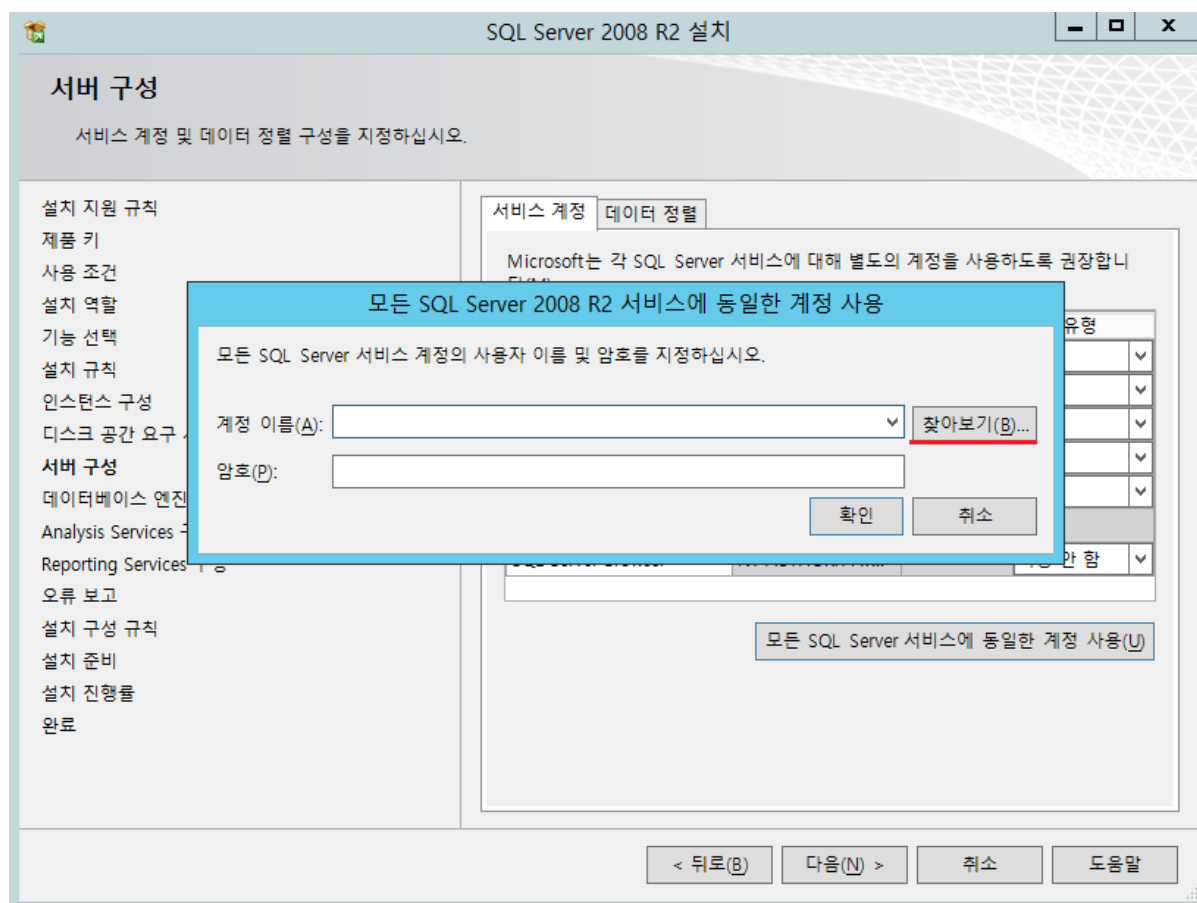 SQL Server 2008 R2 설치
서버 구성
서비스 계정 및 데이터 정렬 구성을 지정하십시오.
설치 지원 규칙
제품 키
사용 조건
설치 역할
기능 선택
설치 규칙
인스턴스 구성
디스크 공간 요구
서버 구성
데이터베이스 엔진
Analysis Services
Reporting Services
오류 보고
설치 구성 규칙
설치 준비
설치 진행률
완료
서비스 계정
데이터 정렬
Microsoft는 각 SQL Server 서비스에 대해 별도의 계정을 사용하도록 권장합니
유형
모든 SQL Server 2008 R2 서비스에 동일한 계정 사용
모든 SQL Server 서비스 계정의 사용자 이름 및 암호를 지정하십시오.
계정 이름(A):
찾아보기(B)...
암호(P):
확인
취소
안 함
모든 SQL Server 서비스에 동일한 계정 사용(U)
< 뒤로(B)
다음(N) >
취소
도움말